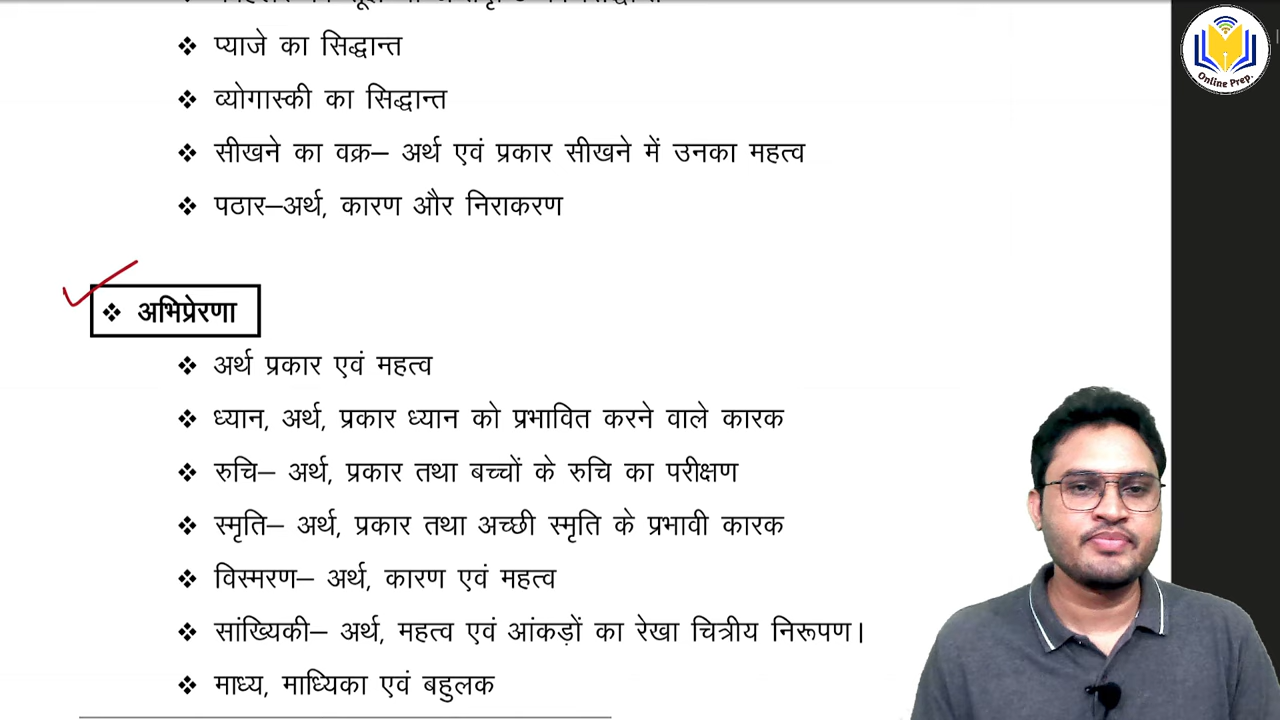 ❖ प्याजे का सिद्धान्त
❖ व्योगास्की का सिद्धान्त
❖ सीखने का वक्र– अर्थ एवं प्रकार सीखने में उनका महत्व
❖ पठार–अर्थ, कारण और निराकरण
❖ अभिप्रेरणा
❖ अर्थ प्रकार एवं महत्व
❖ ध्यान, अर्थ, प्रकार ध्यान को प्रभावित करने वाले कारक
❖ रुचि– अर्थ, प्रकार तथा बच्चों के रुचि का परीक्षण
❖ स्मृति– अर्थ, प्रकार तथा अच्छी स्मृति के प्रभावी कारक
❖ विस्मरण– अर्थ, कारण एवं महत्व
❖ सांख्यिकी– अर्थ, महत्व एवं आंकड़ों का रेखा चित्रीय निरूपण।
❖ माध्य, माध्यिका एवं बहुलक
Online Prep.